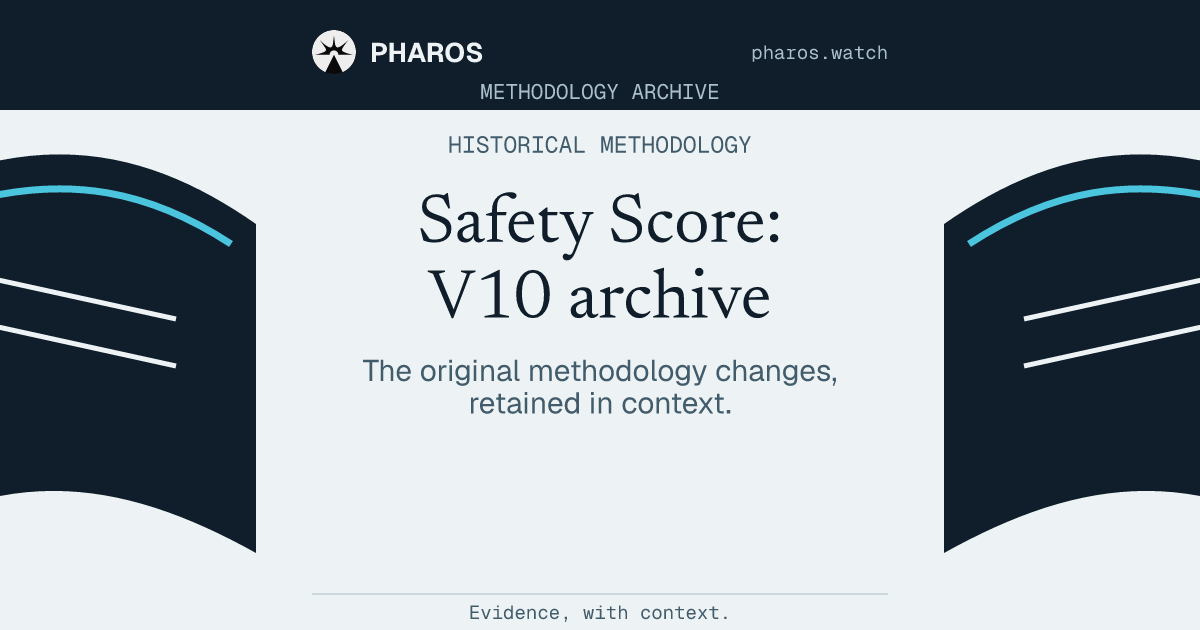 PHAROS
pharos.watch
METHODOLOGY ARCHIVE
HISTORICAL METHODOLOGY
Safety Score:
V10 archive
The original methodology changes,
retained in context.
Evidence, with context.